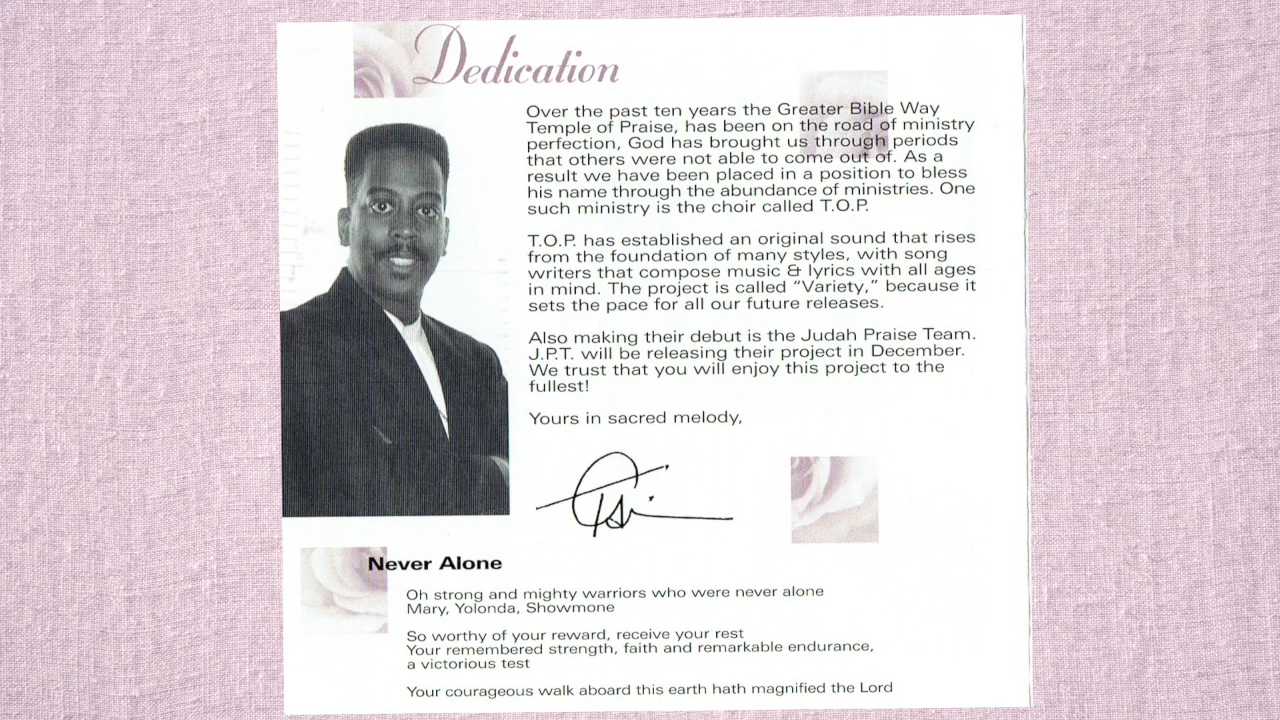 Dedication
Over the past ten years the Greater Bible Way
Temple of Praise, has been on the road of ministry
perfection, God has brought us through periods
that others were not able to come out of. As a
result we have been placed in a position to bless
his name through the abundance of ministries. One
such ministry is the choir called T.O.P.
T.O.P. has established an original sound that rises
from the foundation of many styles, with song
writers that compose music & lyrics with all ages
in mind. The project is called “Variety,” because it
sets the pace for all our future releases.
Also making their debut is the Judah Praise Team.
J.P.T. will be releasing their project in December.
We trust that you will enjoy this project to the
fullest!
Yours in sacred melody,
Never Alone
Oh strong and mighty warriors who were never alone
Mary, Yolonda, Showmone
So worthy of your reward, receive your rest
Your remembered strength, faith and remarkable endurance,
a victorious test
Your courageous walk aboard this earth hath magnified the Lord